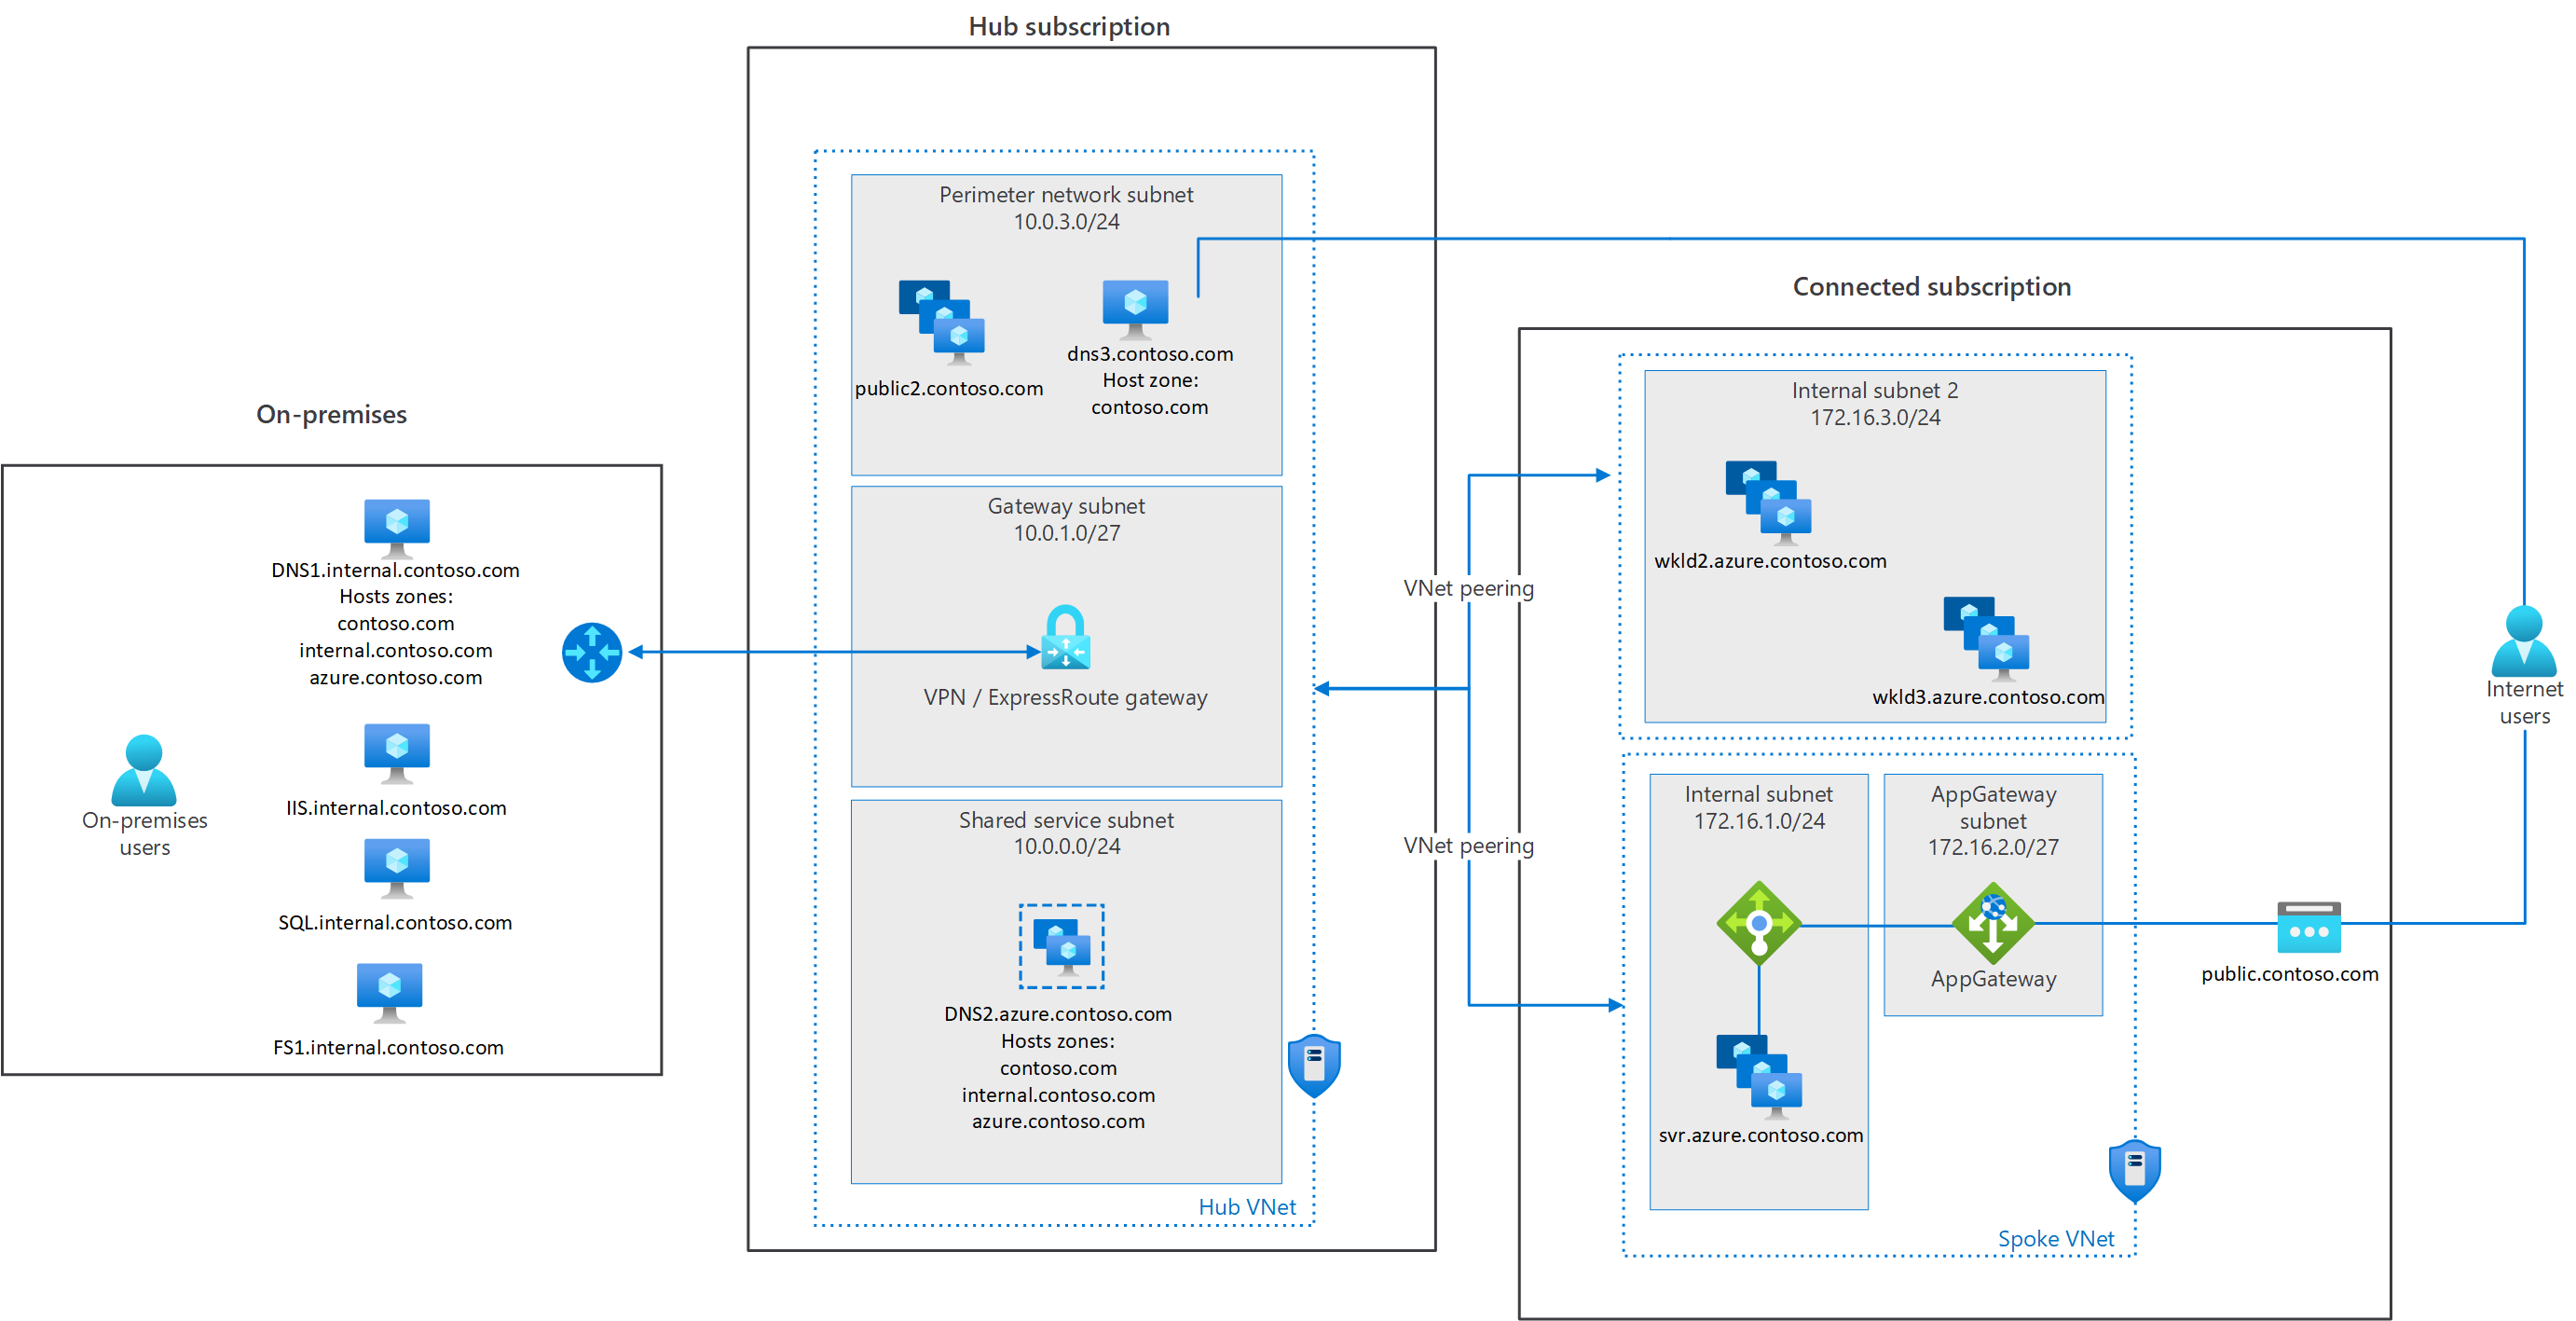 Hub subscription
Perimeter network subnet
10.0.3.0/24
public2.contoso.com
dns3.contoso.com
Host zone:
contoso.com
Gateway subnet
10.0.1.0/27
VPN / ExpressRoute gateway
Shared service subnet
10.0.0.0/24
DNS2.azure.contoso.com
Hosts zones:
contoso.com
internal.contoso.com
azure.contoso.com
Hub VNet
On-premises
DNS1.internal.contoso.com
Hosts zones:
contoso.com
internal.contoso.com
azure.contoso.com
On-premises
users
IIS.internal.contoso.com
SQL.internal.contoso.com
FS1.internal.contoso.com
VNet peering
VNet peering
Connected subscription
Internal subnet 2
172.16.3.0/24
wkld2.azure.contoso.com
wkld3.azure.contoso.com
Internal subnet
172.16.1.0/24
svr.azure.contoso.com
AppGateway
subnet
172.16.2.0/27
AppGateway
Spoke VNet
public.contoso.com
Internet
users